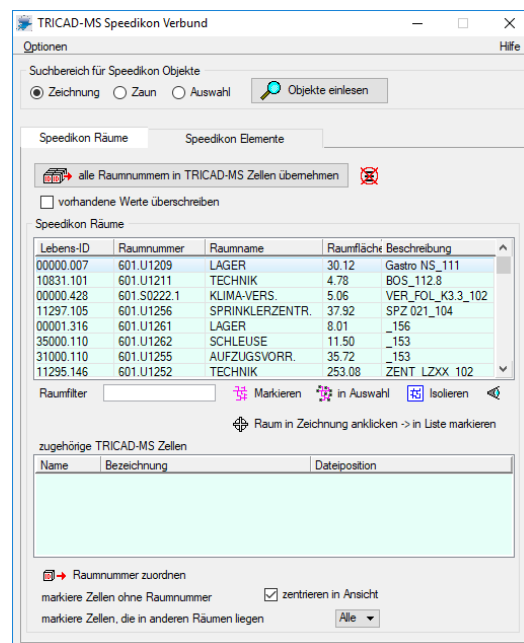 TRICAD-MS Speedikon Verbund
Optionen Hilfe
Suchbereich für Speedikon Objekte
Zeichnung Zaun Auswahl Objekte einlesen
Speedikon Räume Speedikon Elemente
alle Raumnummern in TRICAD-MS Zellen übernehmen
vorhandene Werte überschreiben
Speedikon Räume
Lebens-ID Raumnummer Raumname Raumfläche Beschreibung
00000.007 601.U1209 LAGER 30.12 Gastro NS_111
10831.101 601.U1211 TECHNIK 4.78 BOS_112.8
00000.428 601.S0222.1 KLIMA-VERS. 5.06 VER_FOL_K3.3_102
11297.105 601.U1256 SPRINKLERZENTR. 37.92 SPZ 021_104
00001.316 601.U1261 LAGER 8.01 _156
35000.110 601.U1262 SCHLEUSE 11.50 _153
31000.110 601.U1255 AUFZUGSVORR. 35.72 _153
11295.146 601.U1252 TECHNIK 253.08 ZENT_LZXX_102
Raumfilter Markieren in Auswahl Isolieren
Raum in Zeichnung anklicken -> in Liste markieren
zugehörige TRICAD-MS Zellen
Name Bezeichnung Dateiposition
Raumnummer zuordnen
markiere Zellen ohne Raumnummer zentrieren in Ansicht
markiere Zellen, die in anderen Räumen liegen Alle